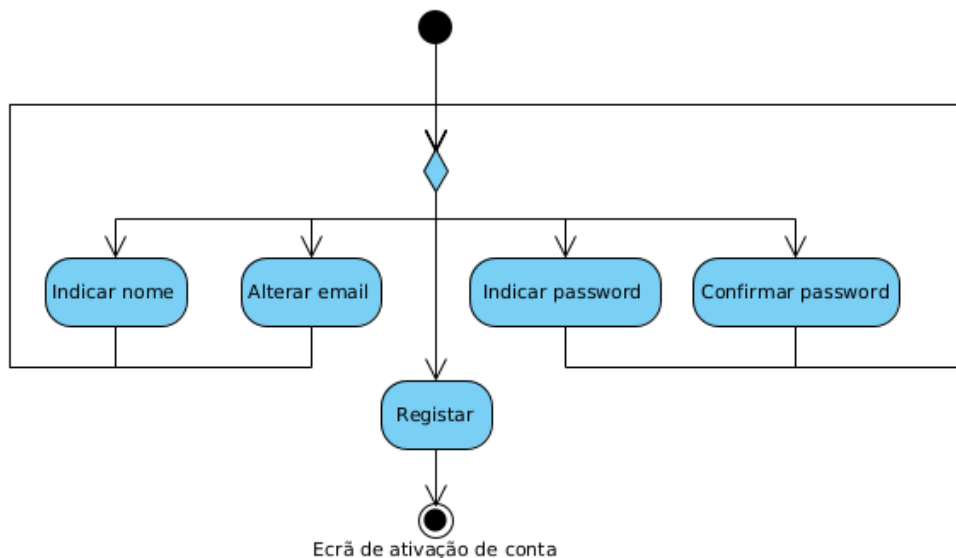 Indicar nome
Alterar email
Indicar password
Confirmar password
Registar
Ecrã de ativação de conta